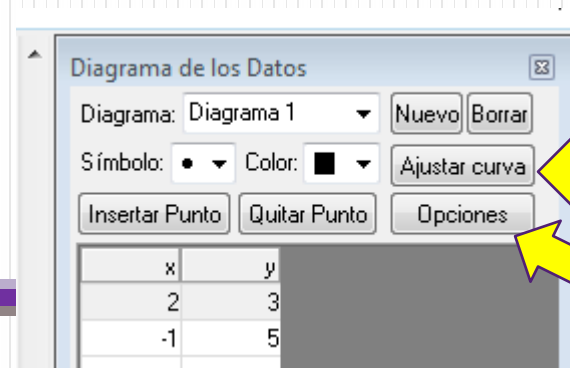 Diagrama de los Datos
Diagrama: Diagrama 1 Nuevo Borrar
Símbolo: Color: Ajustar curva
Insertar Punto Quitar Punto Opciones
x y
2 3
-1 5